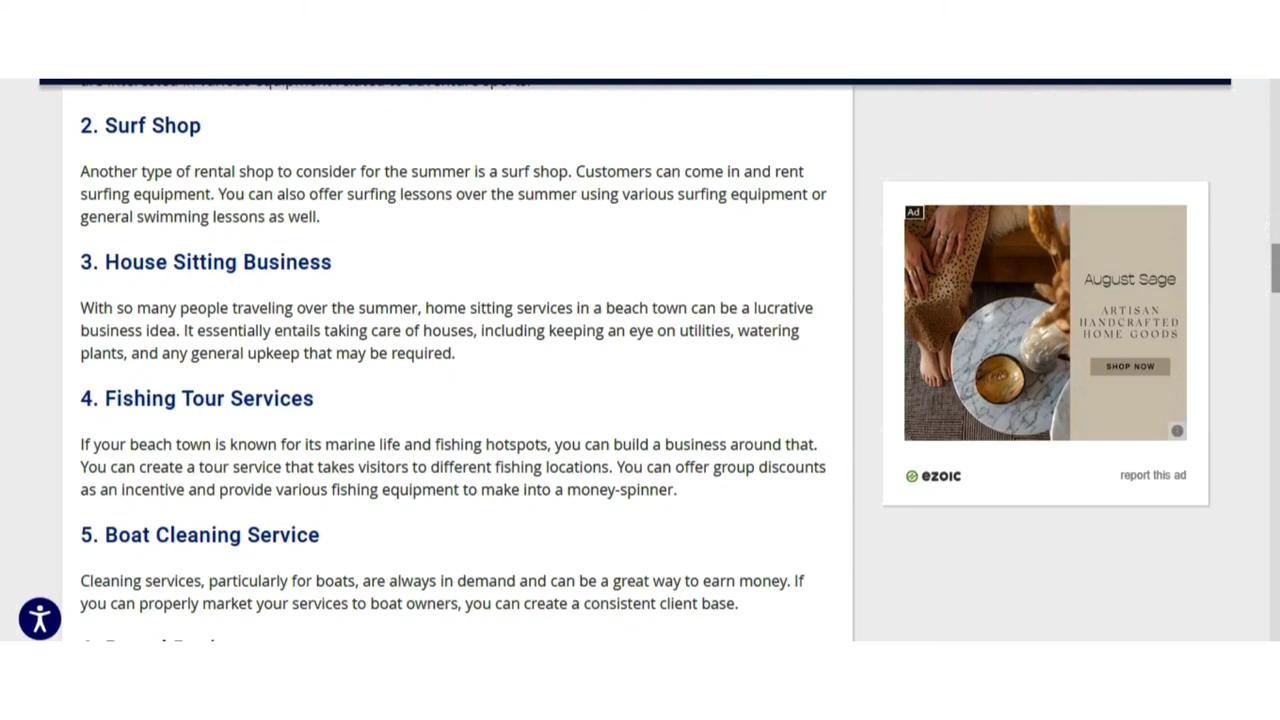 2. Surf Shop
Another type of rental shop to consider for the summer is a surf shop. Customers can come in and rent
surfing equipment. You can also offer surfing lessons over the summer using various surfing equipment or
general swimming lessons as well.
3. House Sitting Business
With so many people traveling over the summer, home sitting services in a beach town can be a lucrative
business idea. It essentially entails taking care of houses, including keeping an eye on utilities, watering
plants, and any general upkeep that may be required.
4. Fishing Tour Services
If your beach town is known for its marine life and fishing hotspots, you can build a business around that.
You can create a tour service that takes visitors to different fishing locations. You can offer group discounts
as an incentive and provide various fishing equipment to make into a money-spinner.
5. Boat Cleaning Service
Cleaning services, particularly for boats, are always in demand and can be a great way to earn money. If
you can properly market your services to boat owners, you can create a consistent client base.
Ad
August Sage
ARTISAN
HANDCRAFTED
HOME GOODS
SHOP NOW
ezoic
report this ad